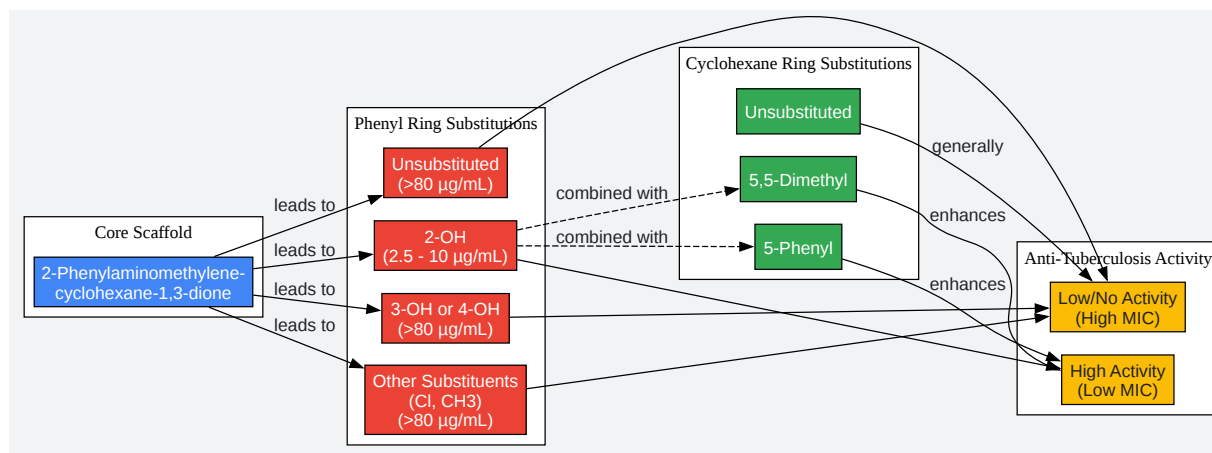 Core Scaffold
2-Phenylaminomethylene-
cyclohexane-1,3-dione
leads to
leads to
leads to
leads to
Phenyl Ring Substitutions
Unsubstituted
(>80 µg/mL)
2-OH
(2.5 - 10 µg/mL)
3-OH or 4-OH
(>80 µg/mL)
Other Substituents
(Cl, CH3)
(>80 µg/mL)
combined with
combined with
Cyclohexane Ring Substitutions
Unsubstituted
5,5-Dimethyl
5-Phenyl
generally
enhances
enhances
Anti-Tuberculosis Activity
Low/No Activity
(High MIC)
High Activity
(Low MIC)